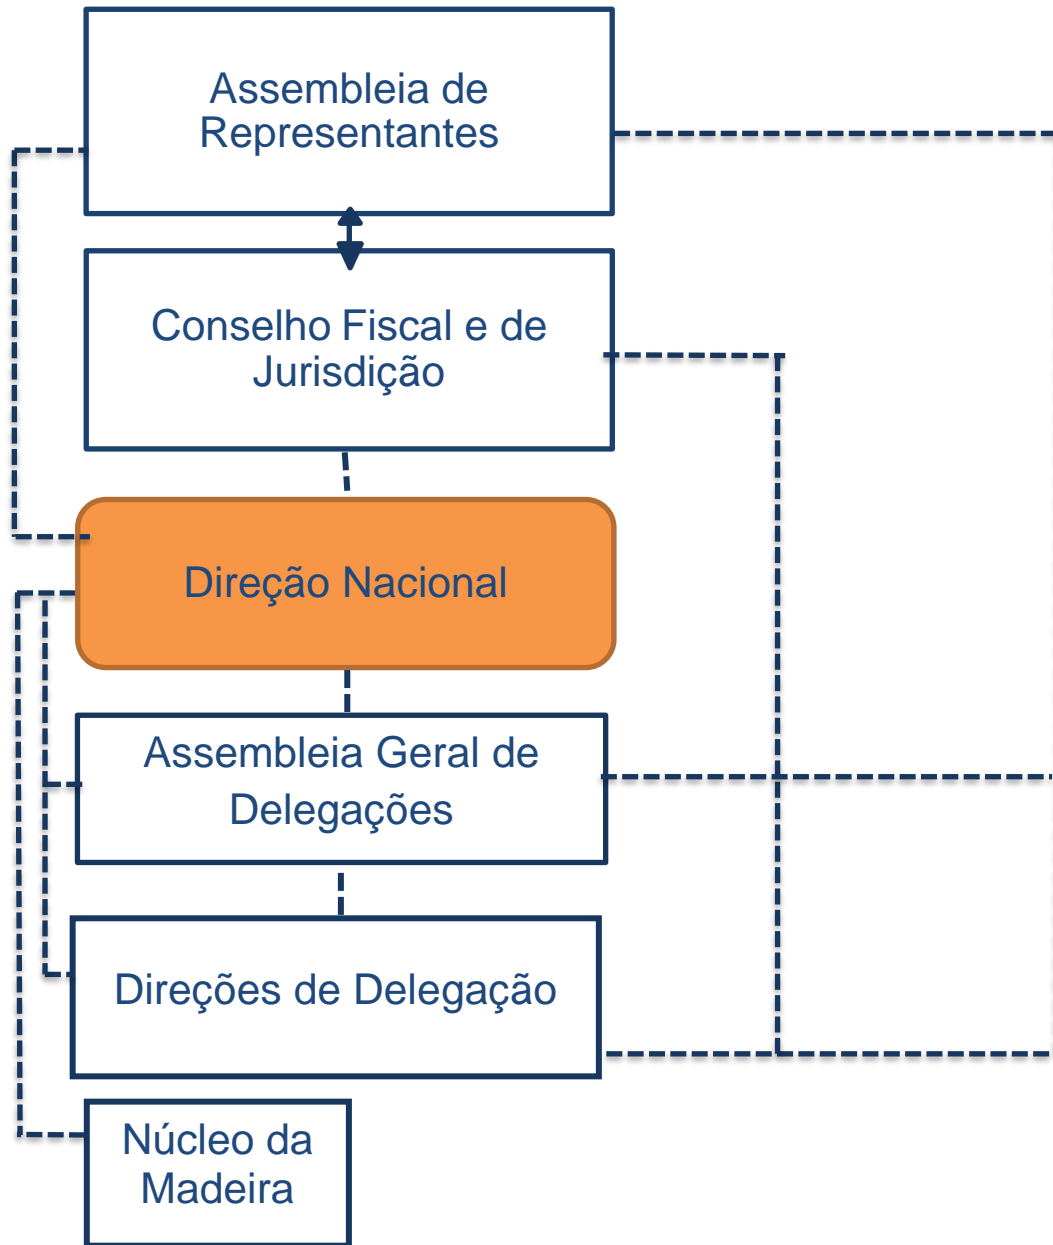 Assembleia de
Representantes
Conselho Fiscal e de
Jurisdição
Direção Nacional
Assembleia Geral de
Delegações
Direções de Delegação
Núcleo da
Madeira